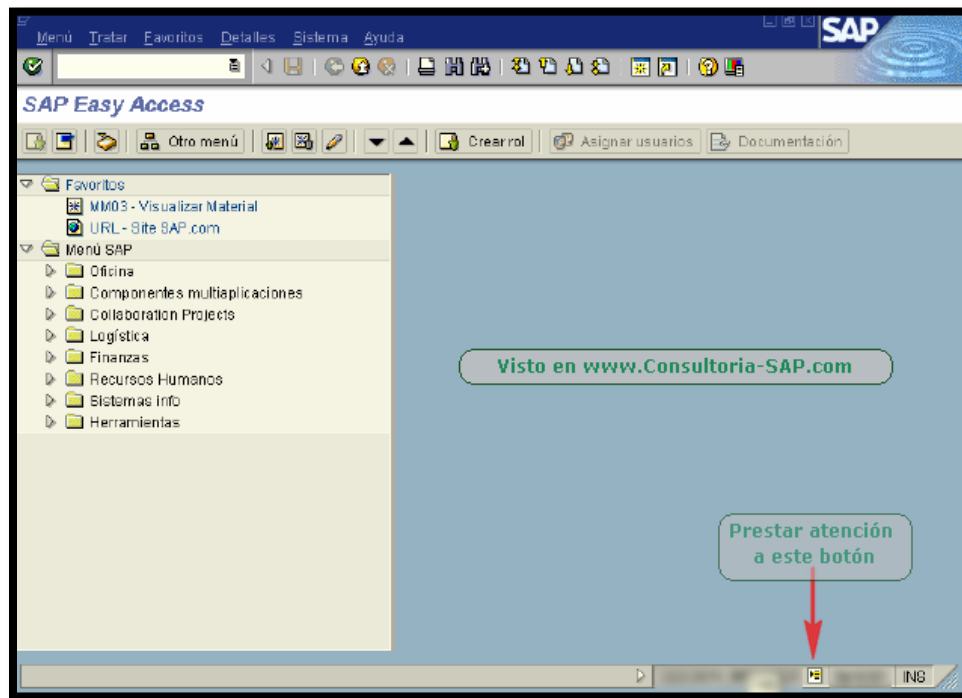 Menú Tratar Favoritos Detalles Sistema Ayuda
SAP
SAP Easy Access
Otro menú Crear rol Asignar usuarios Documentación
Favoritos
MM03 - Visualizar Material
URL - Site SAP.com
Menú SAP
Oficina
Componentes multiaplicaciones
Collaboration Projects
Logística
Finanzas
Recursos Humanos
Sistemas info
Herramientas
Visto en www.Consultoria-SAP.com
Prestar atención
a este botón
INS